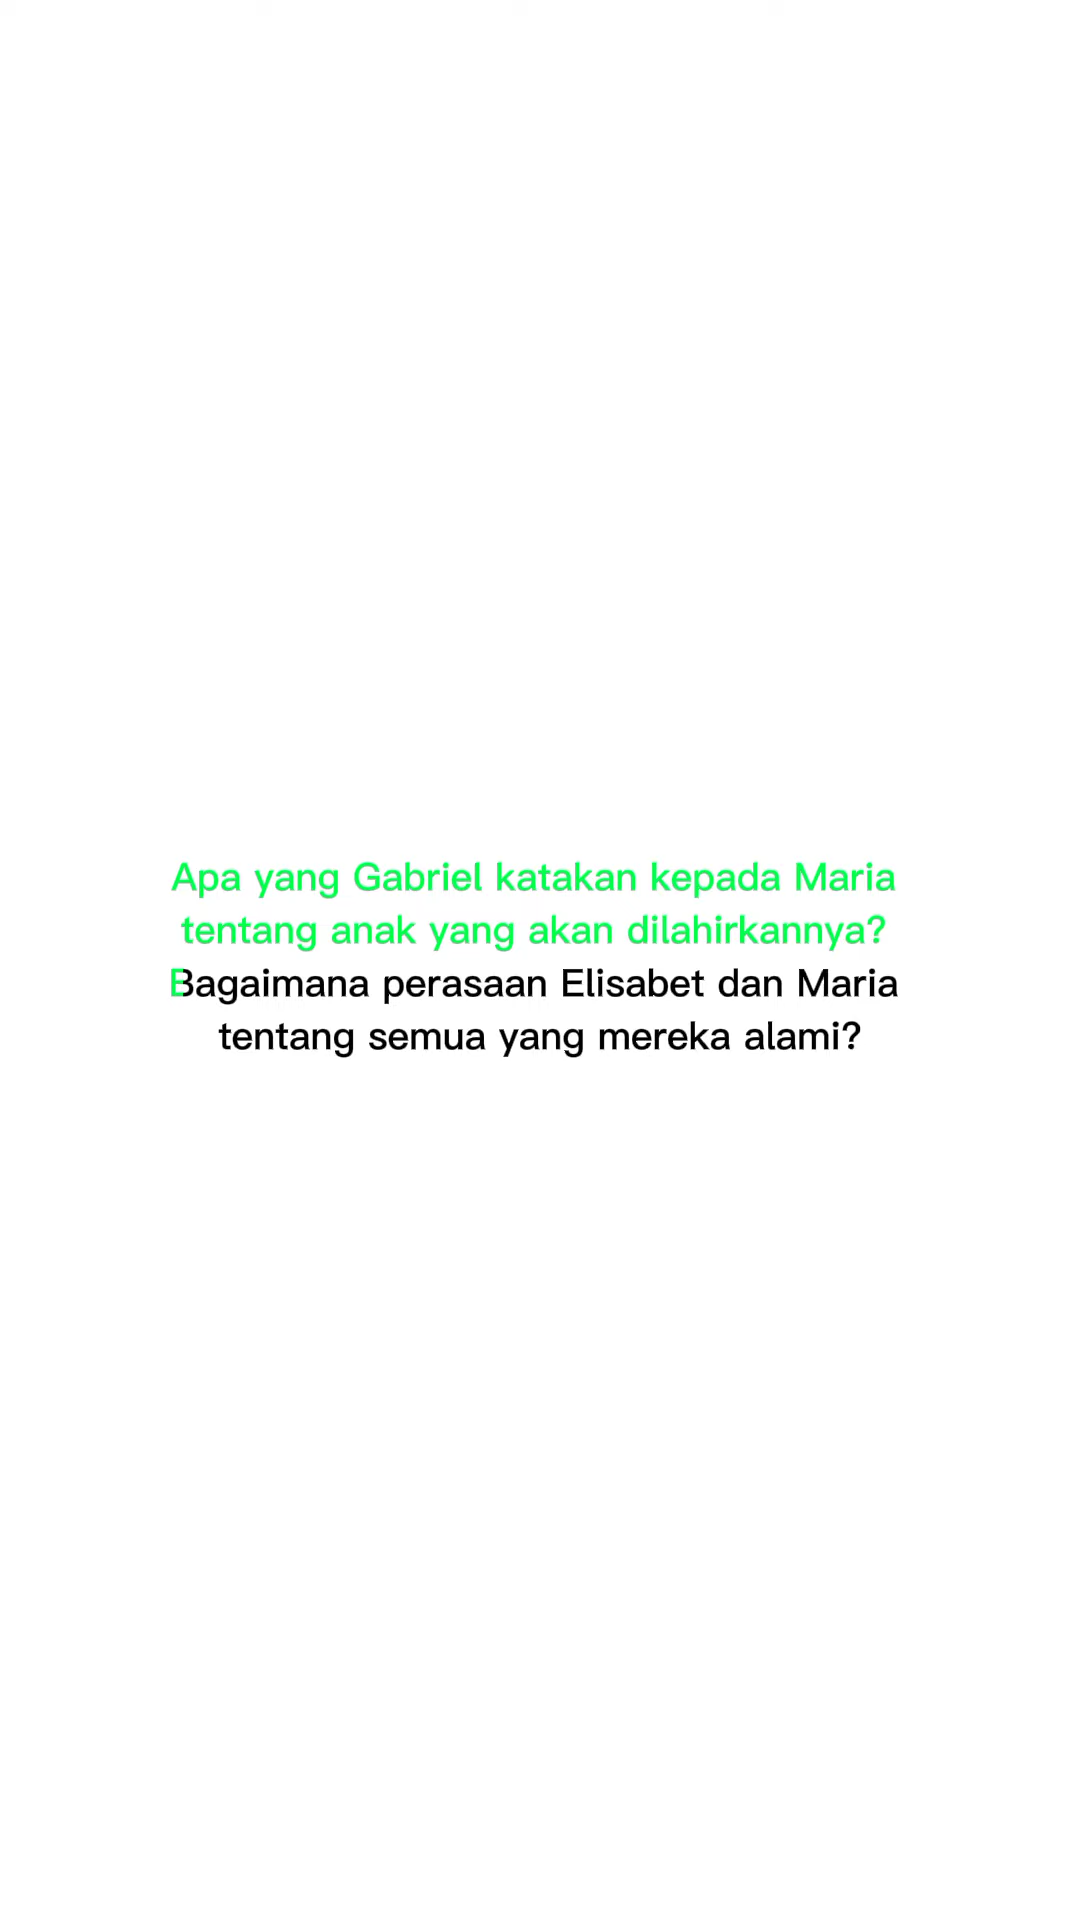 Apa yang Gabriel katakan kepada Maria
tentang anak yang akan dilahirkannya?
Bagaimana perasaan Elisabet dan Maria
tentang semua yang mereka alami?